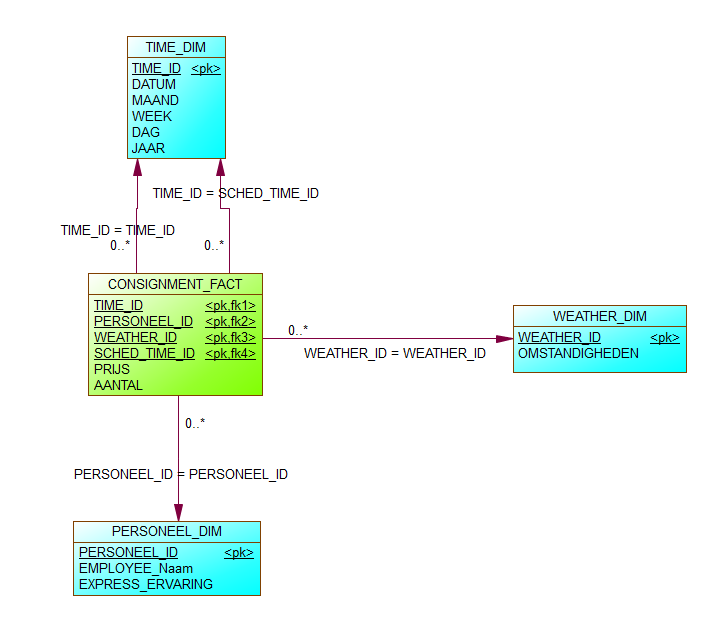 TIME_DIM
TIME_ID <pk>
DATUM
MAAND
WEEK
DAG
JAAR
TIME_ID = SCHED_TIME_ID
TIME_ID = TIME_ID
0..* 0..*
CONSIGNMENT_FACT
TIME_ID <pk,fk1>
PERSONEEL_ID <pk,fk2>
WEATHER_ID <pk,fk3>
SCHED_TIME_ID <pk,fk4>
PRIJS
AANTAL
0..*
WEATHER_ID = WEATHER_ID
WEATHER_DIM
WEATHER_ID <pk>
OMSTANDIGHEDEN
0..*
PERSONEEL_ID = PERSONEEL_ID
PERSONEEL_DIM
PERSONEEL_ID <pk>
EMPLOYEE_Naam
EXPRESS_ERVARING